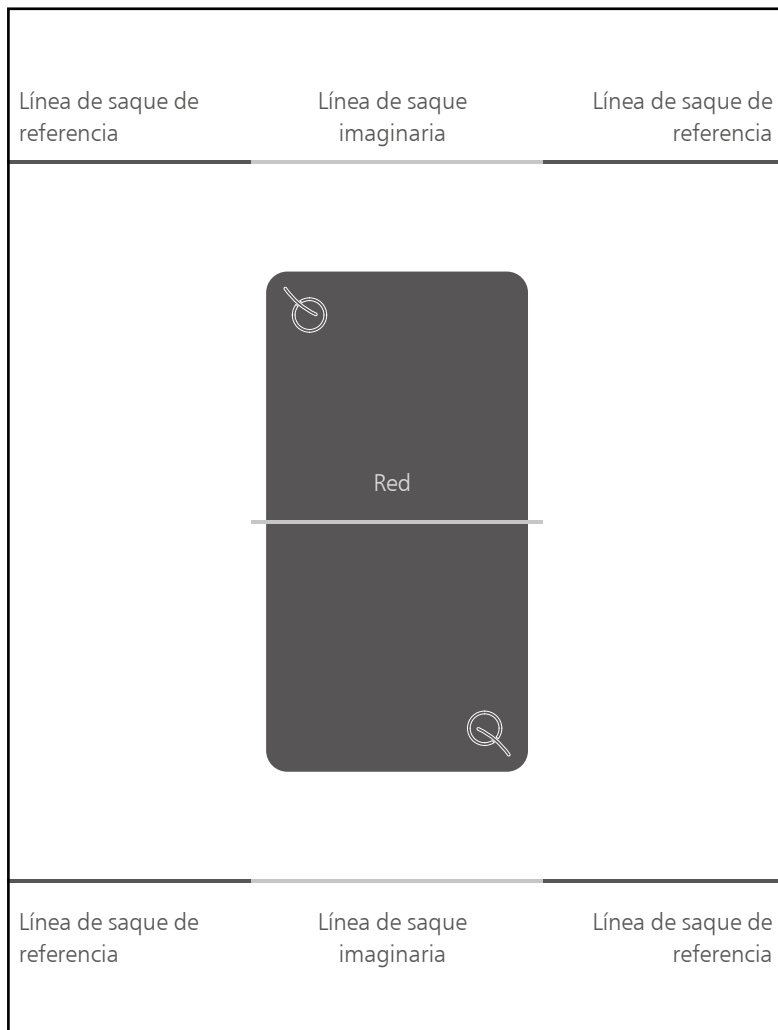 Línea de saque de
referencia
Línea de saque
imaginaria
Línea de saque de
referencia
Red
Línea de saque de
referencia
Línea de saque
imaginaria
Línea de saque de
referencia